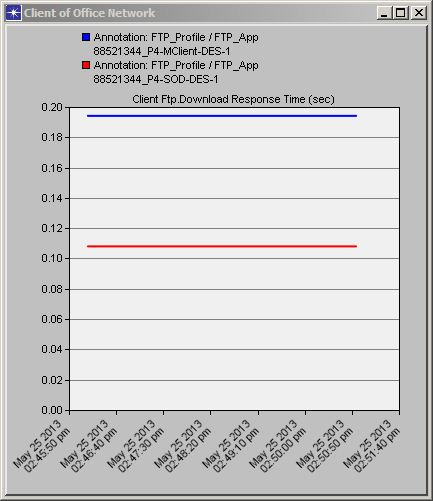 Client of Office Network
Annotation: FTP_Profile / FTP_App
88521344_P4-MClient-DES-1
Annotation: FTP_Profile / FTP_App
88521344_P4-SOD-DES-1
Client Ftp.Download Response Time (sec)
0.20
0.18
0.16
0.14
0.12
0.10
0.08
0.06
0.04
0.02
0.00
May 25 2013
02:45:50 pm
May 25 2013
02:46:40 pm
May 25 2013
02:47:30 pm
May 25 2013
02:48:20 pm
May 25 2013
02:49:10 pm
May 25 2013
02:50:00 pm
May 25 2013
02:50:50 pm
May 25 2013
02:51:40 pm